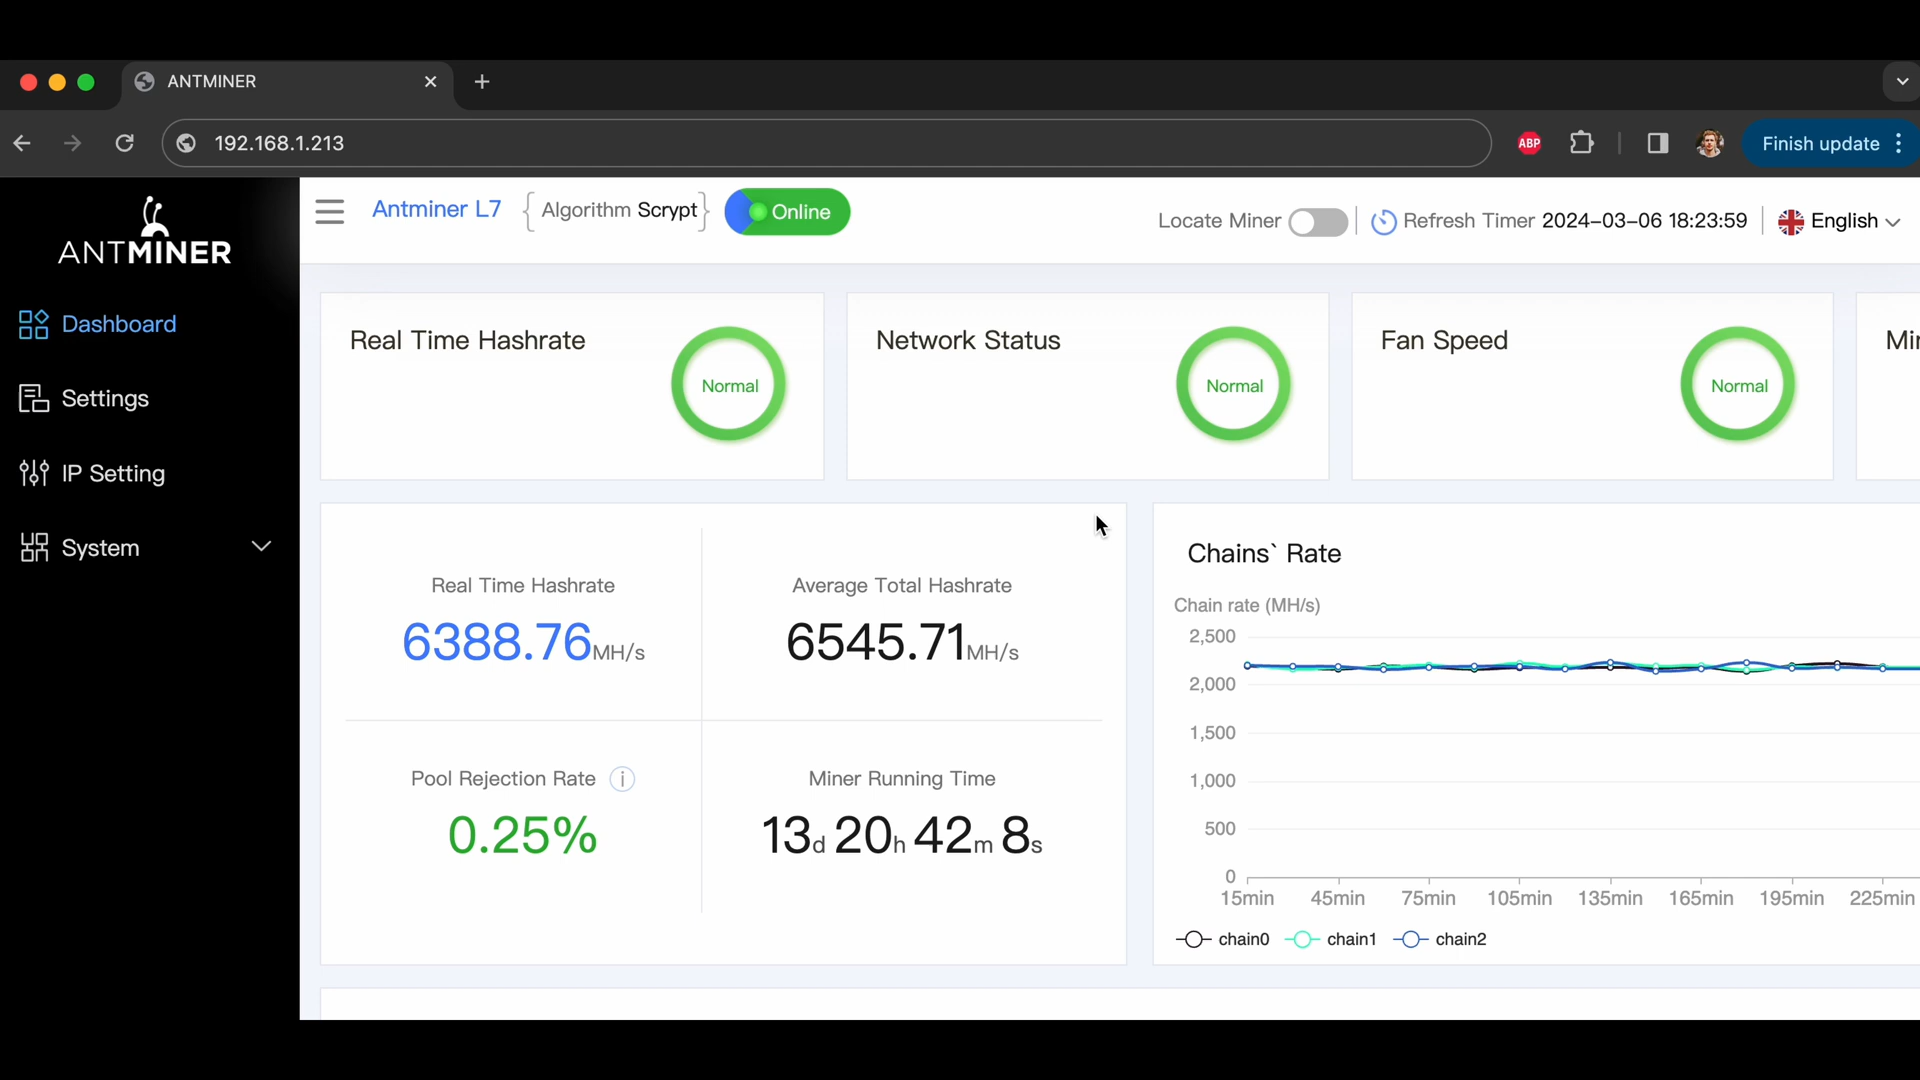 ANTMINER
192.168.1.213
ABP
Finish update
ANTMINER
Antminer L7
{Algorithm Scrypt}
Online
Locate Miner
Refresh Timer 2024-03-06 18:23:59
English
Dashboard
Settings
IP Setting
System
Real Time Hashrate
Normal
Network Status
Normal
Fan Speed
Normal
Real Time Hashrate
6388.76MH/s
Average Total Hashrate
6545.71MH/s
Pool Rejection Rate i
0.25%
Miner Running Time
13d 20h 42m 8s
Chains` Rate
Chain rate (MH/s)
2,500
2,000
1,500
1,000
500
0
15min 45min 75min 105min 135min 165min 195min 225min
chain0 chain1 chain2